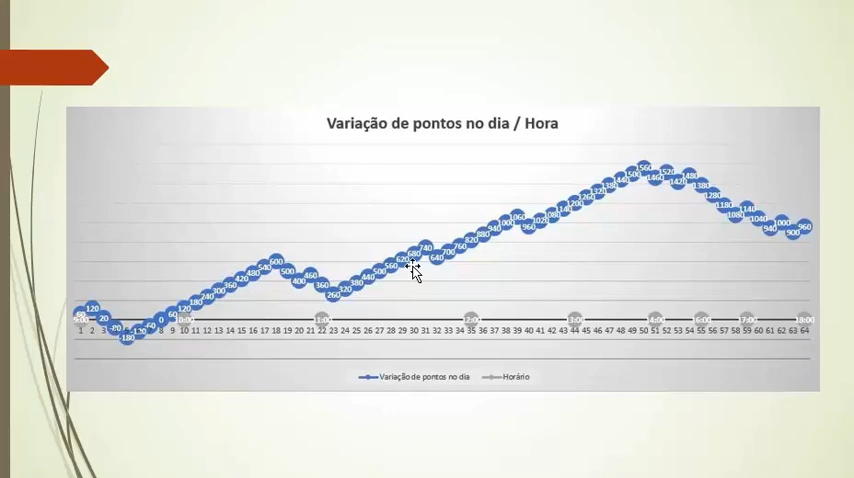 Variação de pontos no dia / Hora
60 120 20 -80 -180 -120 -60 0 60 120 180 240 300 360 420 480 540 600 500 400 460 360 260 320 380 440 500 560 620 680 740 640 700 760 820 880 940 1000 1060 960 1020 1080 1140 1200 1260 1320 1380 1440 1500 1560 1460 1520 1420 1480 1380 1280 1180 1080 1140 1040 940 1000 900 960
9:00 10:00 11:00 12:00 13:00 14:00 16:00 17:00 18:00
1 2 3 4 5 6 7 8 9 10 11 12 13 14 15 16 17 18 19 20 21 22 23 24 25 26 27 28 29 30 31 32 33 34 35 36 37 38 39 40 41 42 43 44 45 46 47 48 49 50 51 52 53 54 55 56 57 58 59 60 61 62 63 64
Variação de pontos no dia Horário